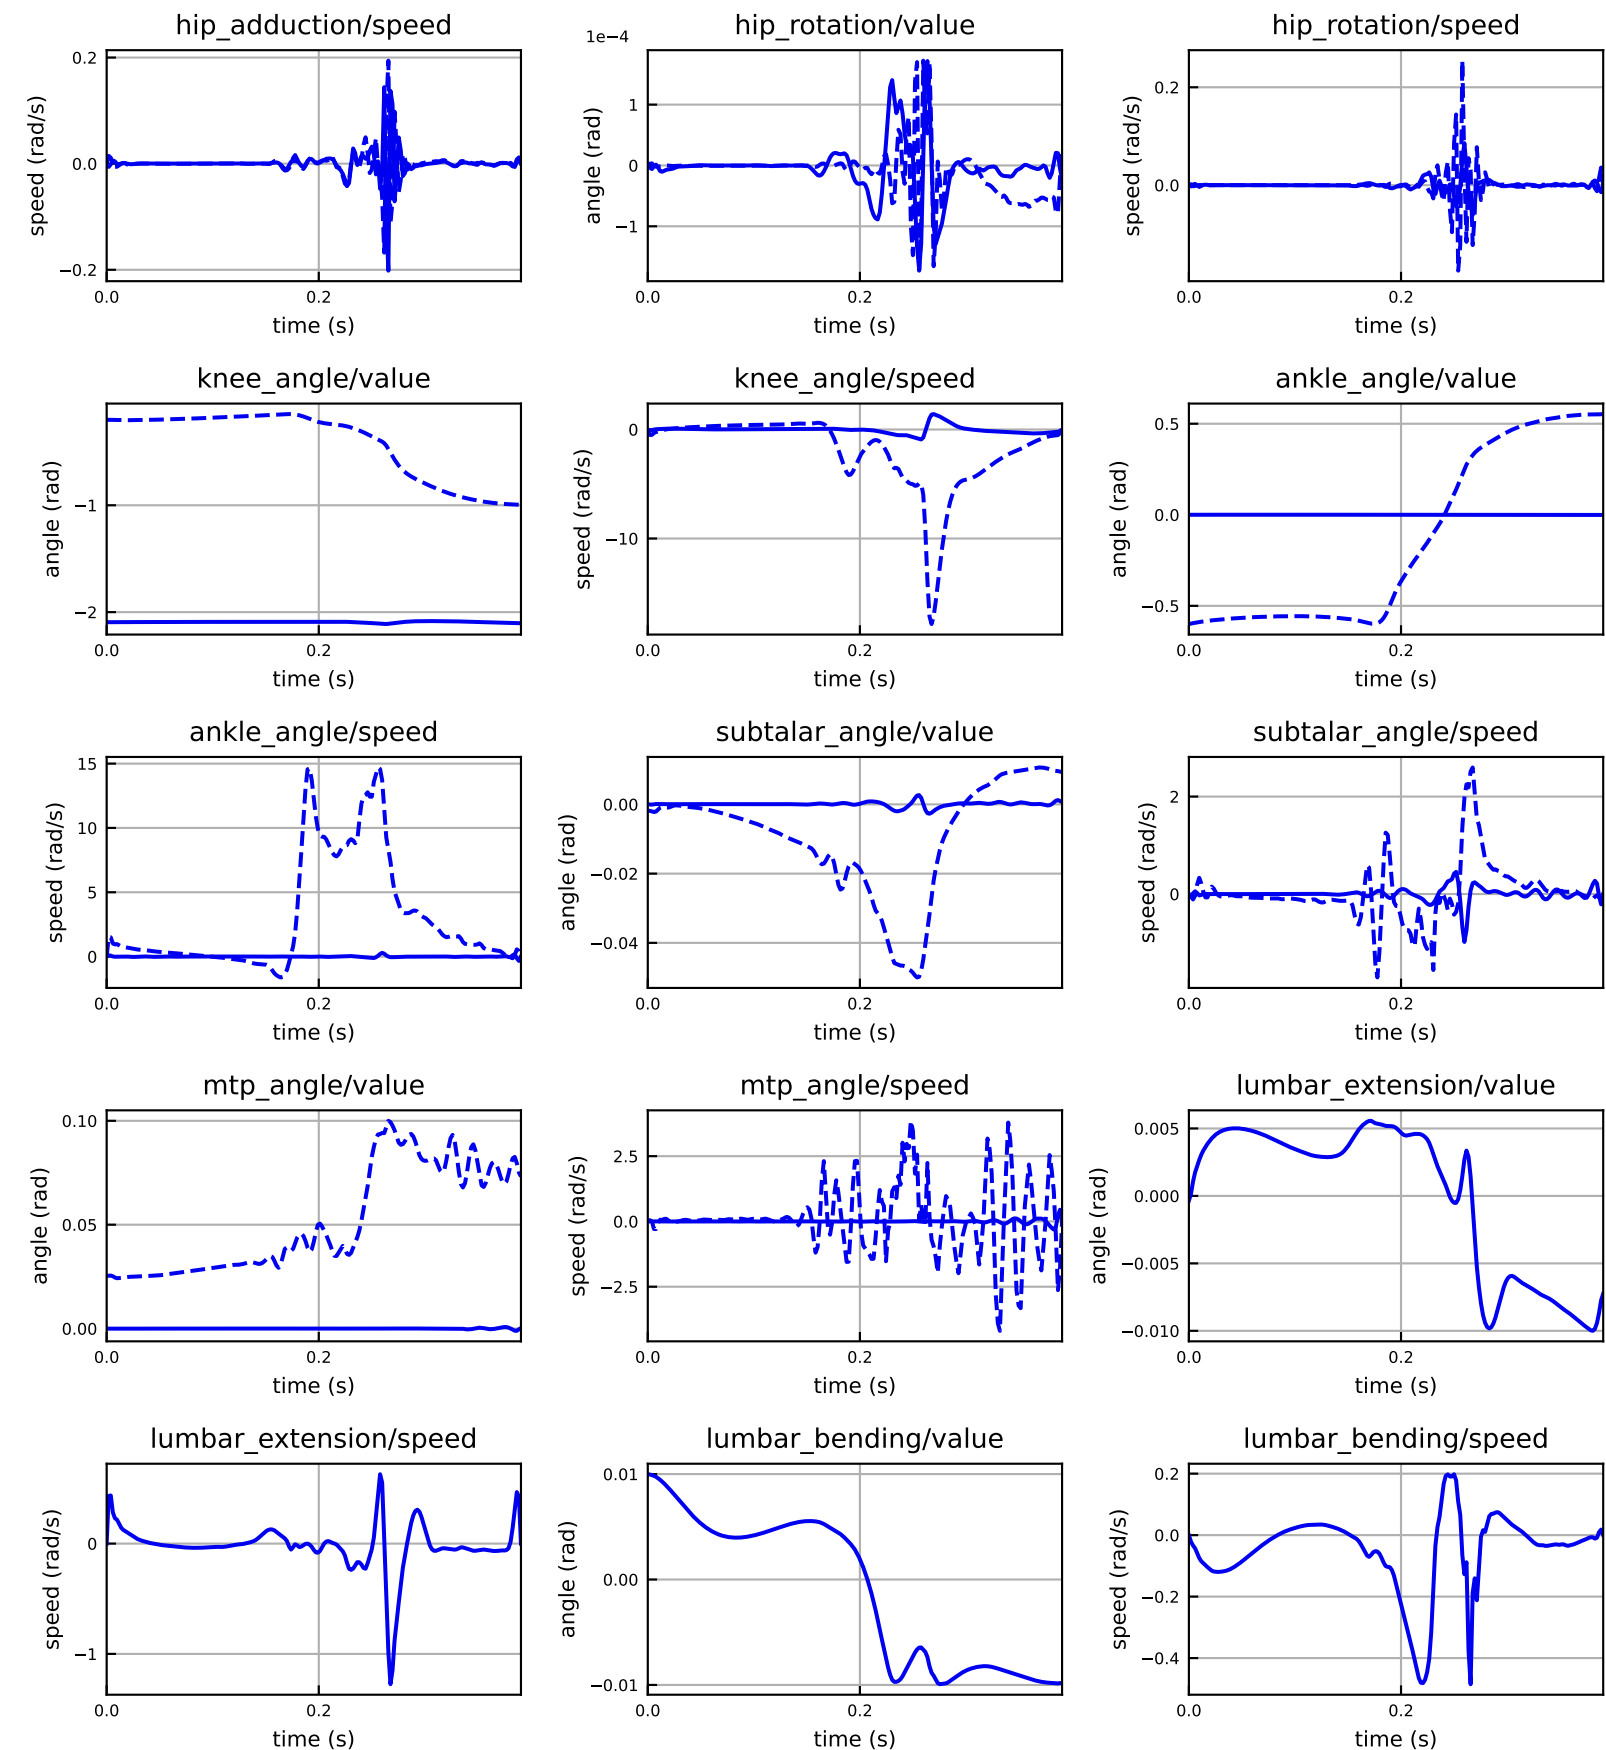 hip_adduction/speed
speed (rad/s)
0.2
0.0
−0.2
0.0
0.2
time (s)
hip_rotation/value
1e−4
angle (rad)
1
0
−1
0.0
0.2
time (s)
hip_rotation/speed
speed (rad/s)
0.2
0.0
0.0
0.2
time (s)
knee_angle/value
angle (rad)
−1
−2
0.0
0.2
time (s)
knee_angle/speed
speed (rad/s)
0
−10
0.0
0.2
time (s)
ankle_angle/value
angle (rad)
0.5
0.0
−0.5
0.0
0.2
time (s)
ankle_angle/speed
speed (rad/s)
15
10
5
0
0.0
0.2
time (s)
subtalar_angle/value
angle (rad)
0.00
−0.02
−0.04
0.0
0.2
time (s)
subtalar_angle/speed
speed (rad/s)
2
0
0.0
0.2
time (s)
mtp_angle/value
angle (rad)
0.10
0.05
0.00
0.0
0.2
time (s)
mtp_angle/speed
speed (rad/s)
2.5
0.0
−2.5
0.0
0.2
time (s)
lumbar_extension/value
angle (rad)
0.005
0.000
−0.005
−0.010
0.0
0.2
time (s)
lumbar_extension/speed
speed (rad/s)
0
−1
0.0
0.2
time (s)
lumbar_bending/value
angle (rad)
0.01
0.00
−0.01
0.0
0.2
time (s)
lumbar_bending/speed
speed (rad/s)
0.2
0.0
−0.2
−0.4
0.0
0.2
time (s)